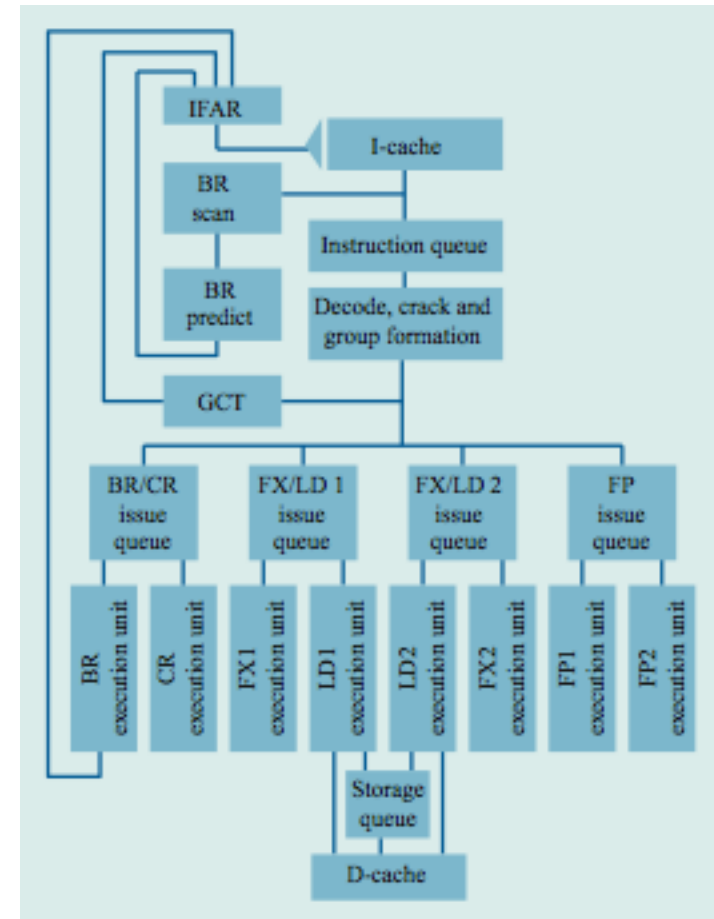 IFAR
I-cache
BR
scan
Instruction queue
BR
predict
Decode, crack and
group formation
GCT
BR/CR
issue
queue
FX/LD 1
issue
queue
FX/LD 2
issue
queue
FP
issue
queue
BR
execution unit
CR
execution unit
FX1
execution unit
LD1
execution unit
LD2
execution unit
FX2
execution unit
FP1
execution unit
FP2
execution unit
Storage
queue
D-cache